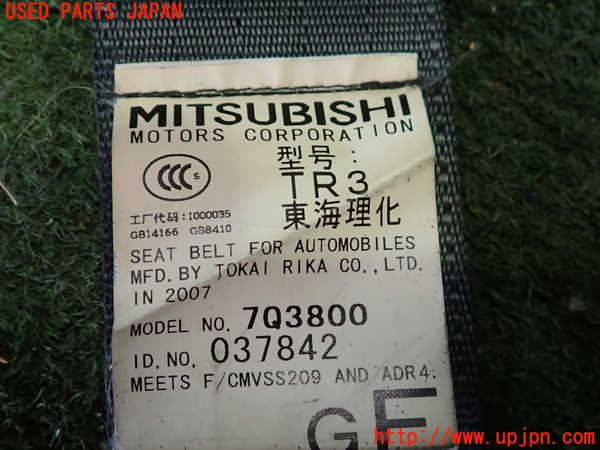 USED PARTS JAPAN
MITSUBISHI
MOTORS CORPORATION
CCC S
型号:
TR3
工厂代码:I000035
GB14166 GB8410
東海理化
SEAT BELT FOR AUTOMOBILES
MFD. BY TOKAI RIKA CO., LTD.
IN 2007
MODEL NO. 7Q3800
ID. NO. 037842
MEETS F/CMVSS209 AND ADR4.
GE
http://www.upjpn.com/